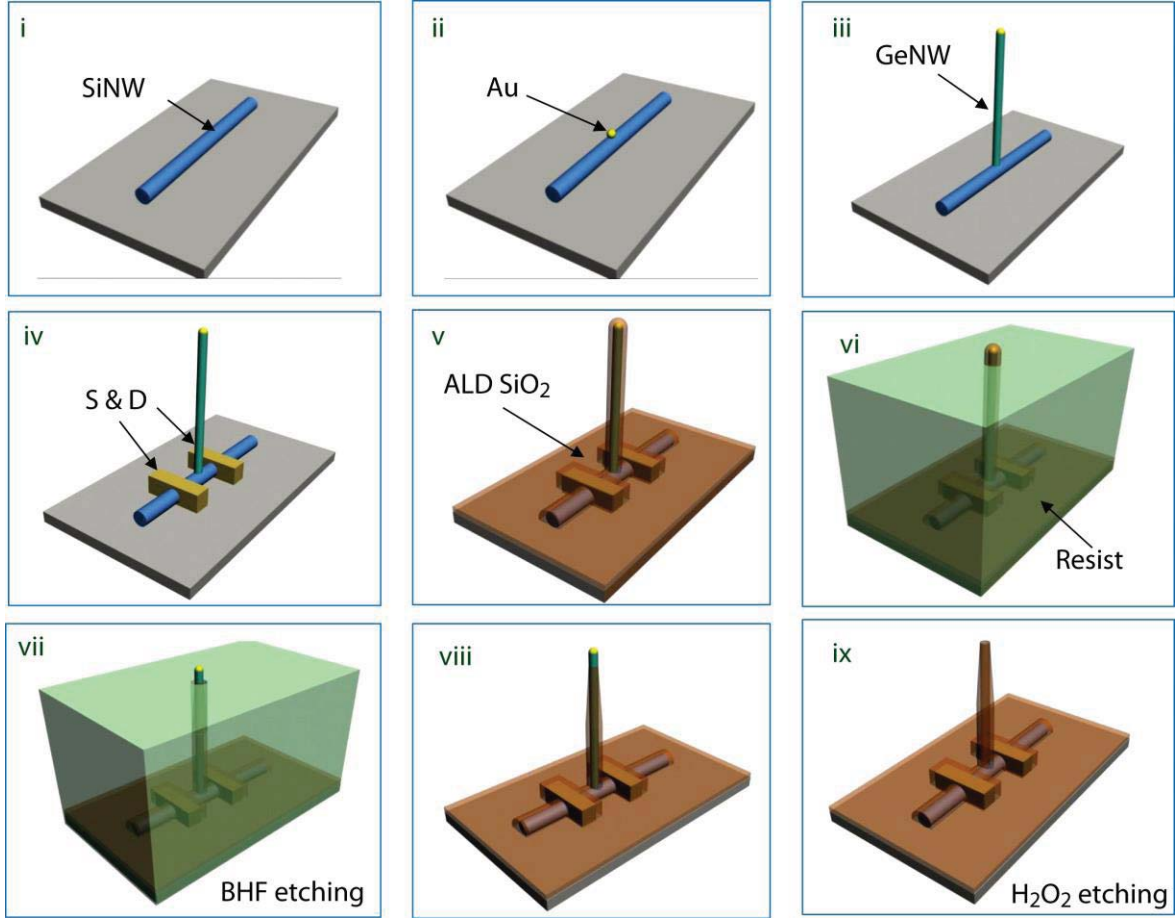 i
SiNW
ii
Au
iii
GeNW
iv
S & D
v
ALD SiO₂
vi
Resist
vii
BHF etching
viii
ix
H₂O₂ etching